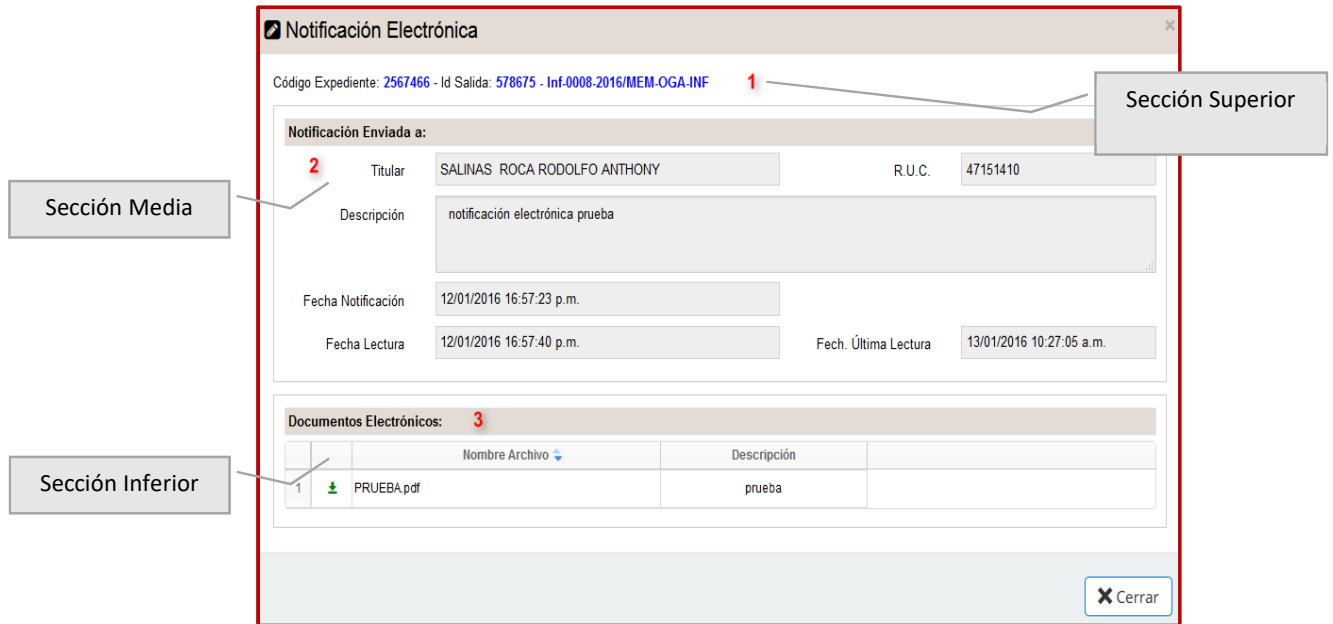 Notificación Electrónica
Código Expediente: 2567466 - Id Salida: 578675 - Inf-0008-2016/MEM-OGA-INF 1
Sección Superior
Notificación Enviada a:
2 Titular SALINAS ROCA RODOLFO ANTHONY R.U.C. 47151410
Sección Media
Descripción notificación electrónica prueba
Fecha Notificación 12/01/2016 16:57:23 p.m.
Fecha Lectura 12/01/2016 16:57:40 p.m. Fech. Última Lectura 13/01/2016 10:27:05 a.m.
Documentos Electrónicos: 3
Nombre Archivo Descripción
Sección Inferior
1 PRUEBA.pdf prueba
Cerrar